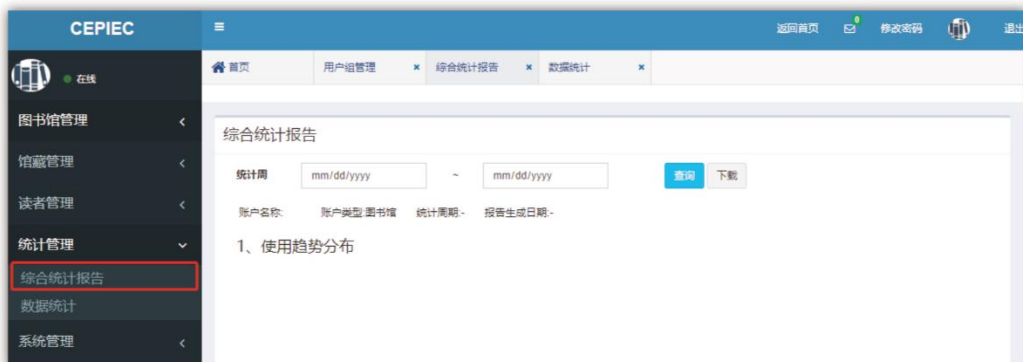 CEPIEC
返回首页 0 修改密码 退出
在线
首页 用户组管理 × 综合统计报告 × 数据统计 ×
图书馆管理
馆藏管理
读者管理
统计管理
综合统计报告
数据统计
系统管理
综合统计报告
统计周 mm/dd/yyyy ~ mm/dd/yyyy 查询 下载
账户名称: 账户类型:图书馆 统计周期:- 报告生成日期:-
1、使用趋势分布